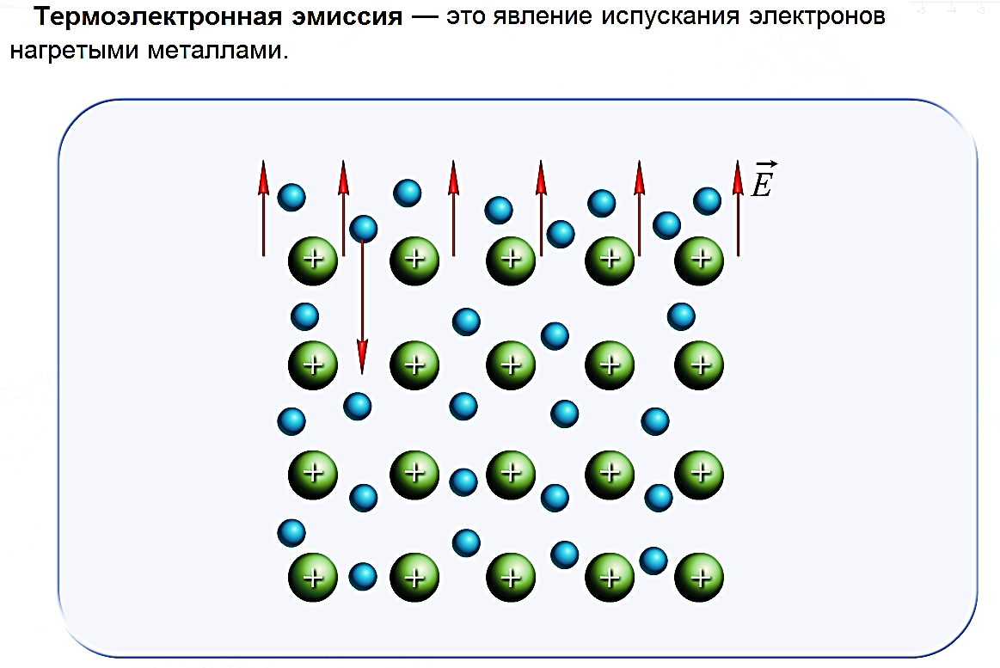 Термоэлектронная эмиссия — это явление испускания электронов
нагретыми металлами.
E
+ + + + +
+ + + + +
+ + + + +
+ + + + +